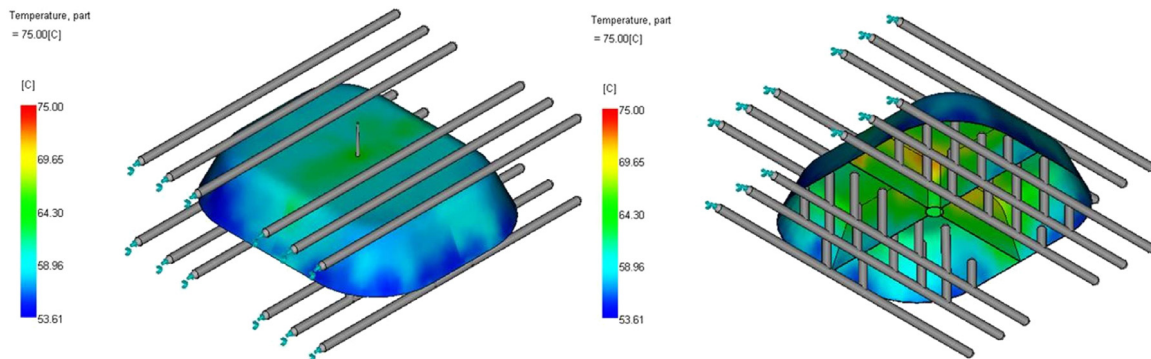 Temperature, part
= 75.00[C]
[C]
75.00
69.65
64.30
58.96
53.61
Temperature, part
= 75.00[C]
[C]
75.00
69.65
64.30
58.96
53.61